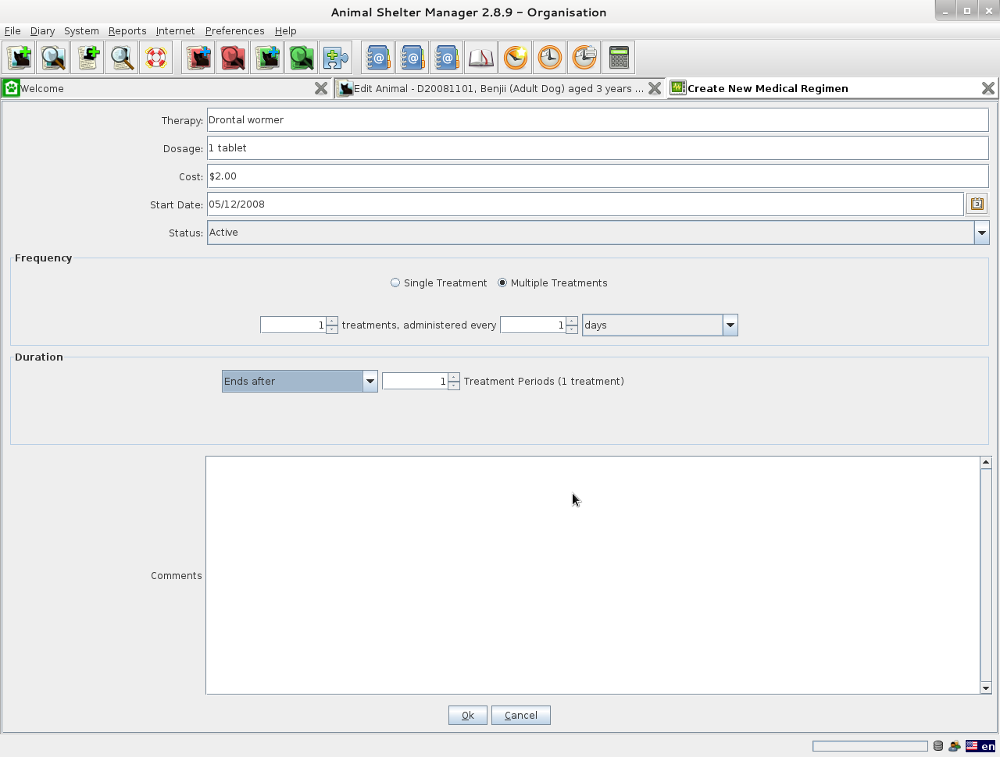 Animal Shelter Manager 2.8.9 – Organisation
File Diary System Reports Internet Preferences Help
Welcome
Edit Animal - D20081101, Benjii (Adult Dog) aged 3 years ...
Create New Medical Regimen
Therapy: Drontal wormer
Dosage: 1 tablet
Cost: $2.00
Start Date: 05/12/2008
Status: Active
Frequency
Single Treatment Multiple Treatments
1 treatments, administered every 1 days
Duration
Ends after 1 Treatment Periods (1 treatment)
Comments
Ok Cancel
en